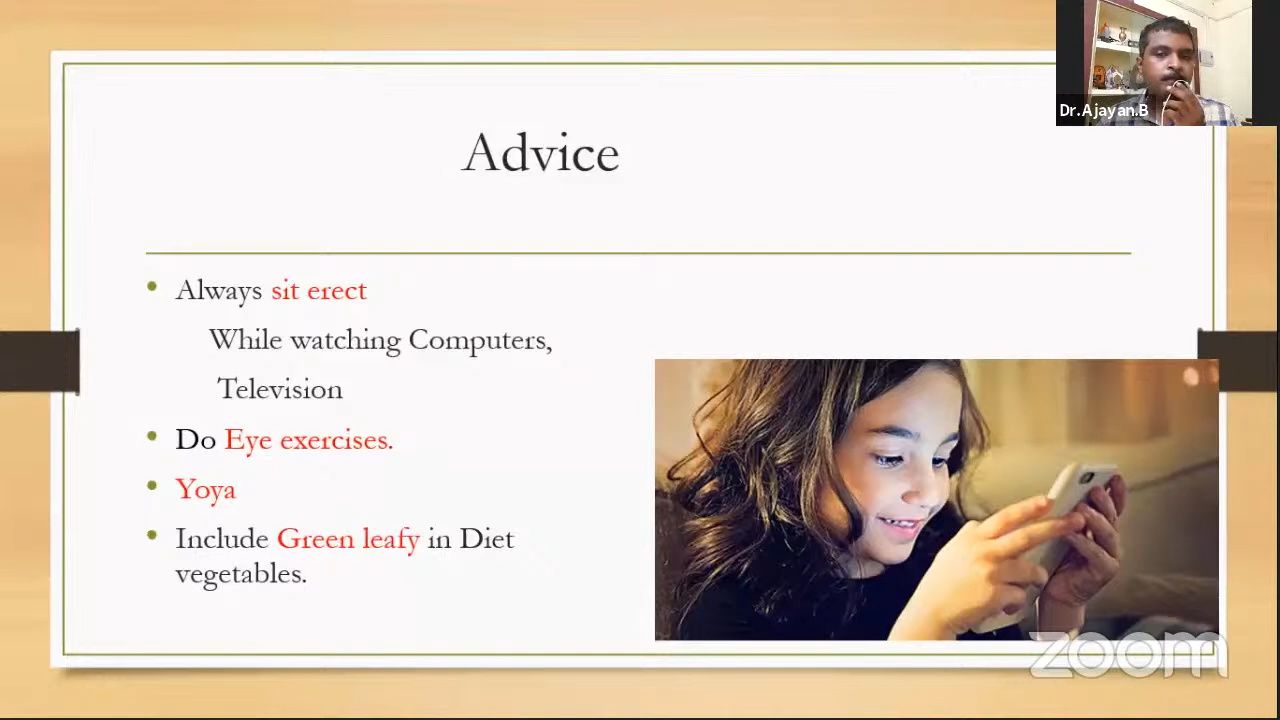 Dr.Ajayan.B
Advice
Always sit erect
While watching Computers,
Television
Do Eye exercises.
Yoya
Include Green leafy in Diet
vegetables.
zoom